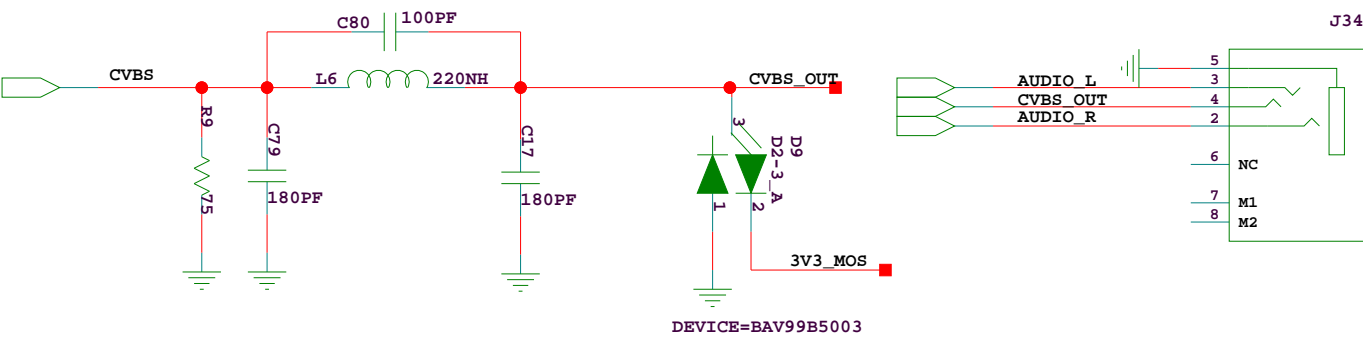 J34
C80
100PF
CVBS
L6
220NH
CVBS_OUT
5
AUDIO_L
3
CVBS_OUT
4
AUDIO_R
2
R9
C79
C17
3
D9
D2-3_A
6
NC
75
180PF
180PF
1
2
7
M1
8
M2
3V3_MOS
DEVICE=BAV99B5003